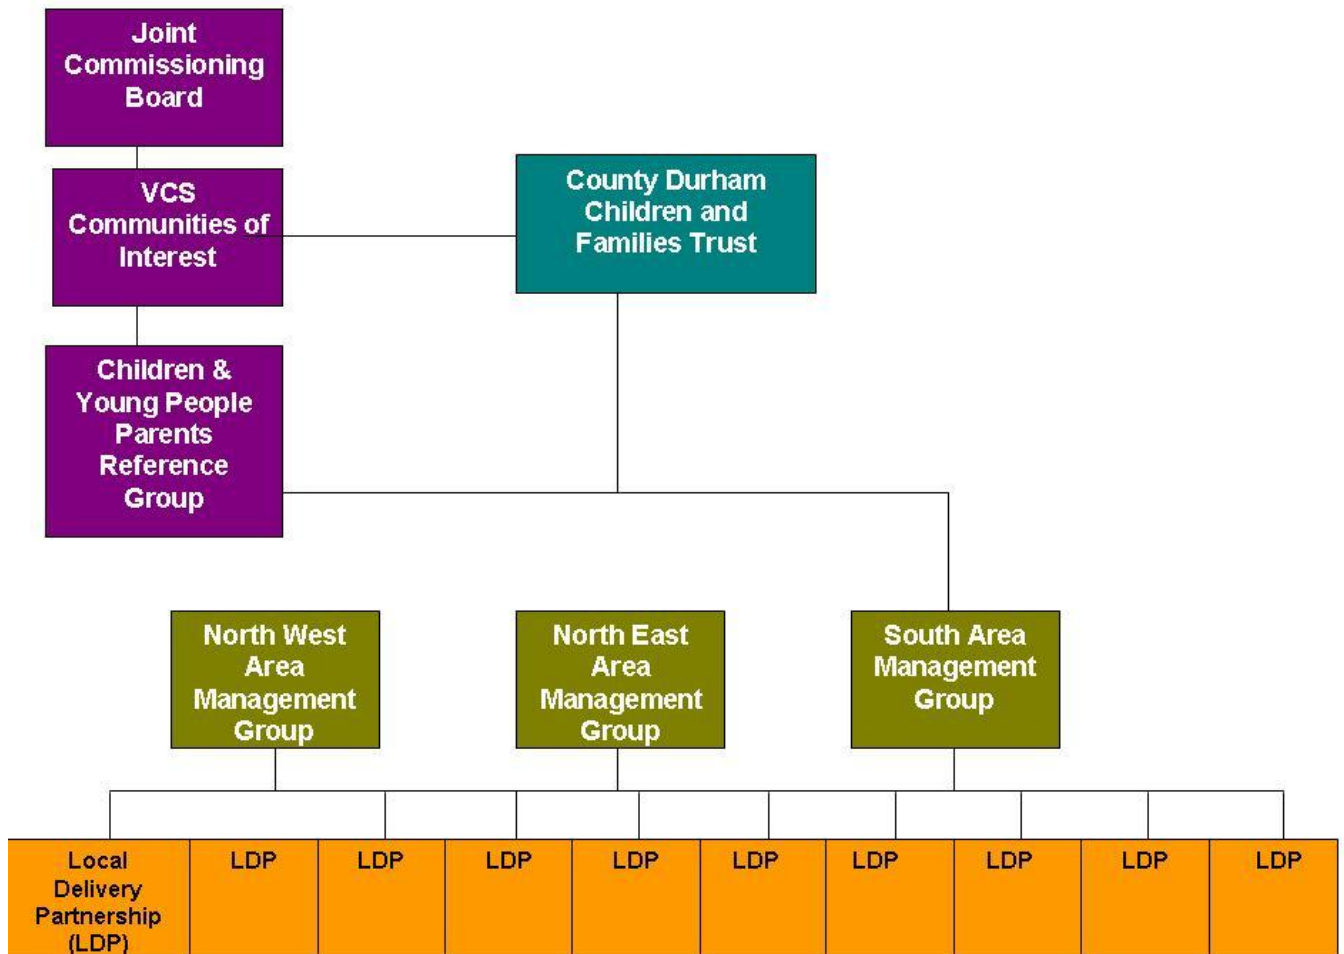 Joint
Commissioning
Board
VCS
Communities of
Interest
County Durham
Children and
Families Trust
Children &
Young People
Parents
Reference
Group
North West
Area
Management
Group
North East
Area
Management
Group
South Area
Management
Group
Local
Delivery
Partnership
(LDP)
LDP
LDP
LDP
LDP
LDP
LDP
LDP
LDP
LDP